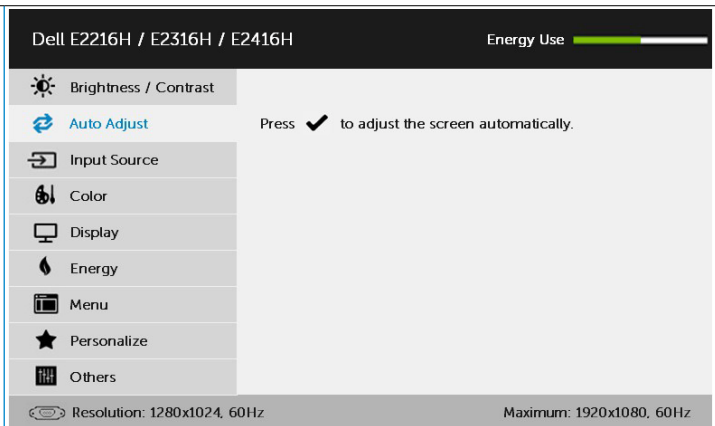 Dell E2216H / E2316H / E2416H Energy Use
Brightness / Contrast
Auto Adjust Press ✔ to adjust the screen automatically.
Input Source
Color
Display
Energy
Menu
Personalize
Others
Resolution: 1280x1024, 60Hz Maximum: 1920x1080, 60Hz